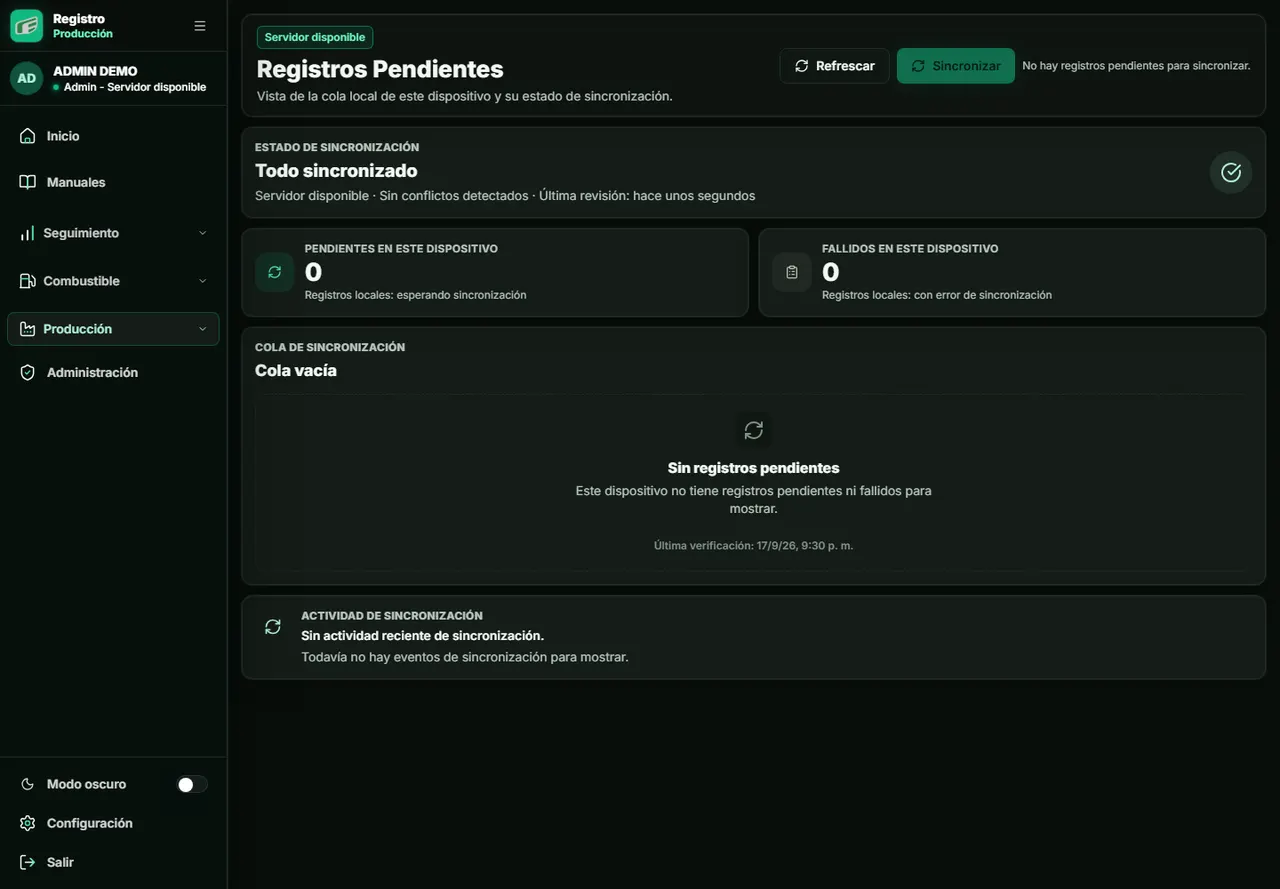 Registro
Producción
AD
ADMIN DEMO
Admin - Servidor disponible
Inicio
Manuales
Seguimiento
Combustible
Producción
Administración
Modo oscuro
Configuración
Salir
Servidor disponible
Registros Pendientes
Vista de la cola local de este dispositivo y su estado de sincronización.
Refrescar
Sincronizar
No hay registros pendientes para sincronizar.
ESTADO DE SINCRONIZACIÓN
Todo sincronizado
Servidor disponible · Sin conflictos detectados · Última revisión: hace unos segundos
PENDIENTES EN ESTE DISPOSITIVO
0
Registros locales: esperando sincronización
FALLIDOS EN ESTE DISPOSITIVO
0
Registros locales: con error de sincronización
COLA DE SINCRONIZACIÓN
Cola vacía
Sin registros pendientes
Este dispositivo no tiene registros pendientes ni fallidos para
mostrar.
Última verificación: 17/9/26, 9:30 p. m.
ACTIVIDAD DE SINCRONIZACIÓN
Sin actividad reciente de sincronización.
Todavía no hay eventos de sincronización para mostrar.